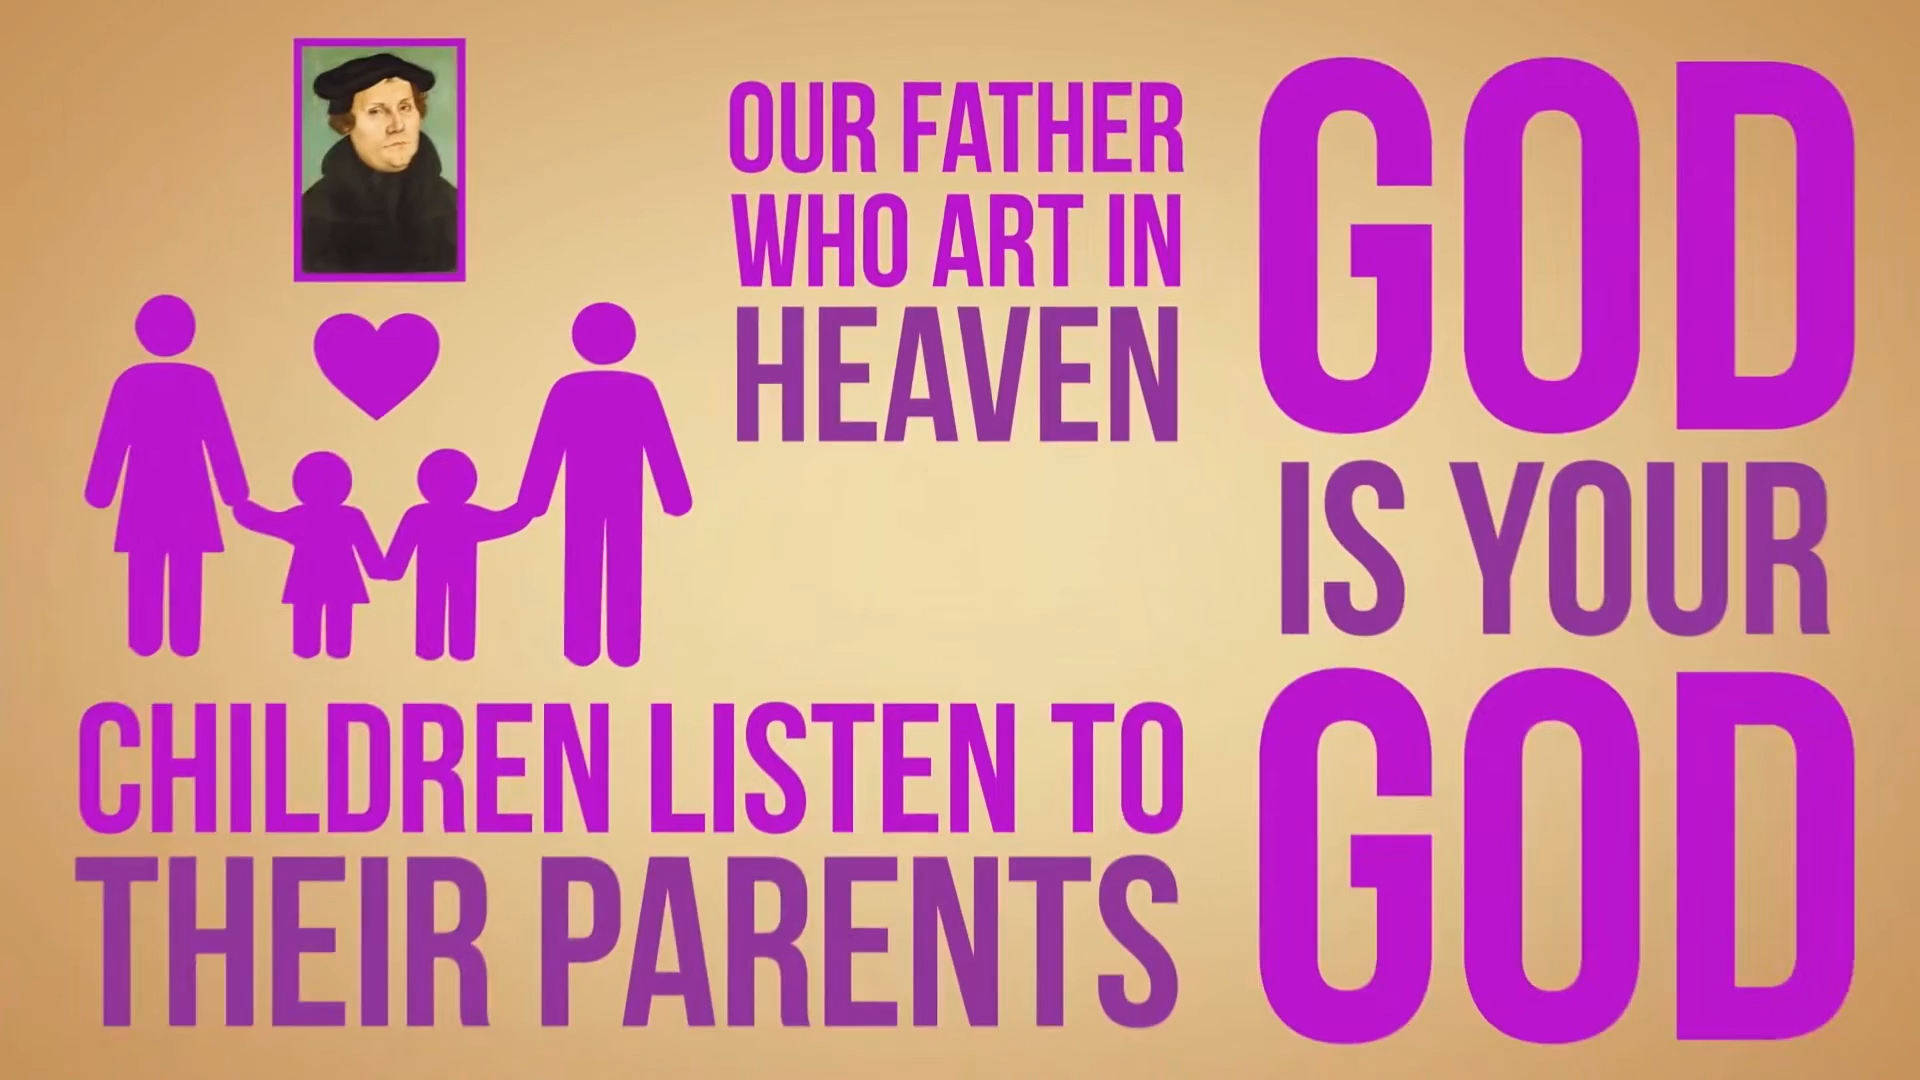 OUR FATHER
WHO ART IN
HEAVEN
CHILDREN LISTEN TO
THEIR PARENTS
GOD
IS YOUR
GOD